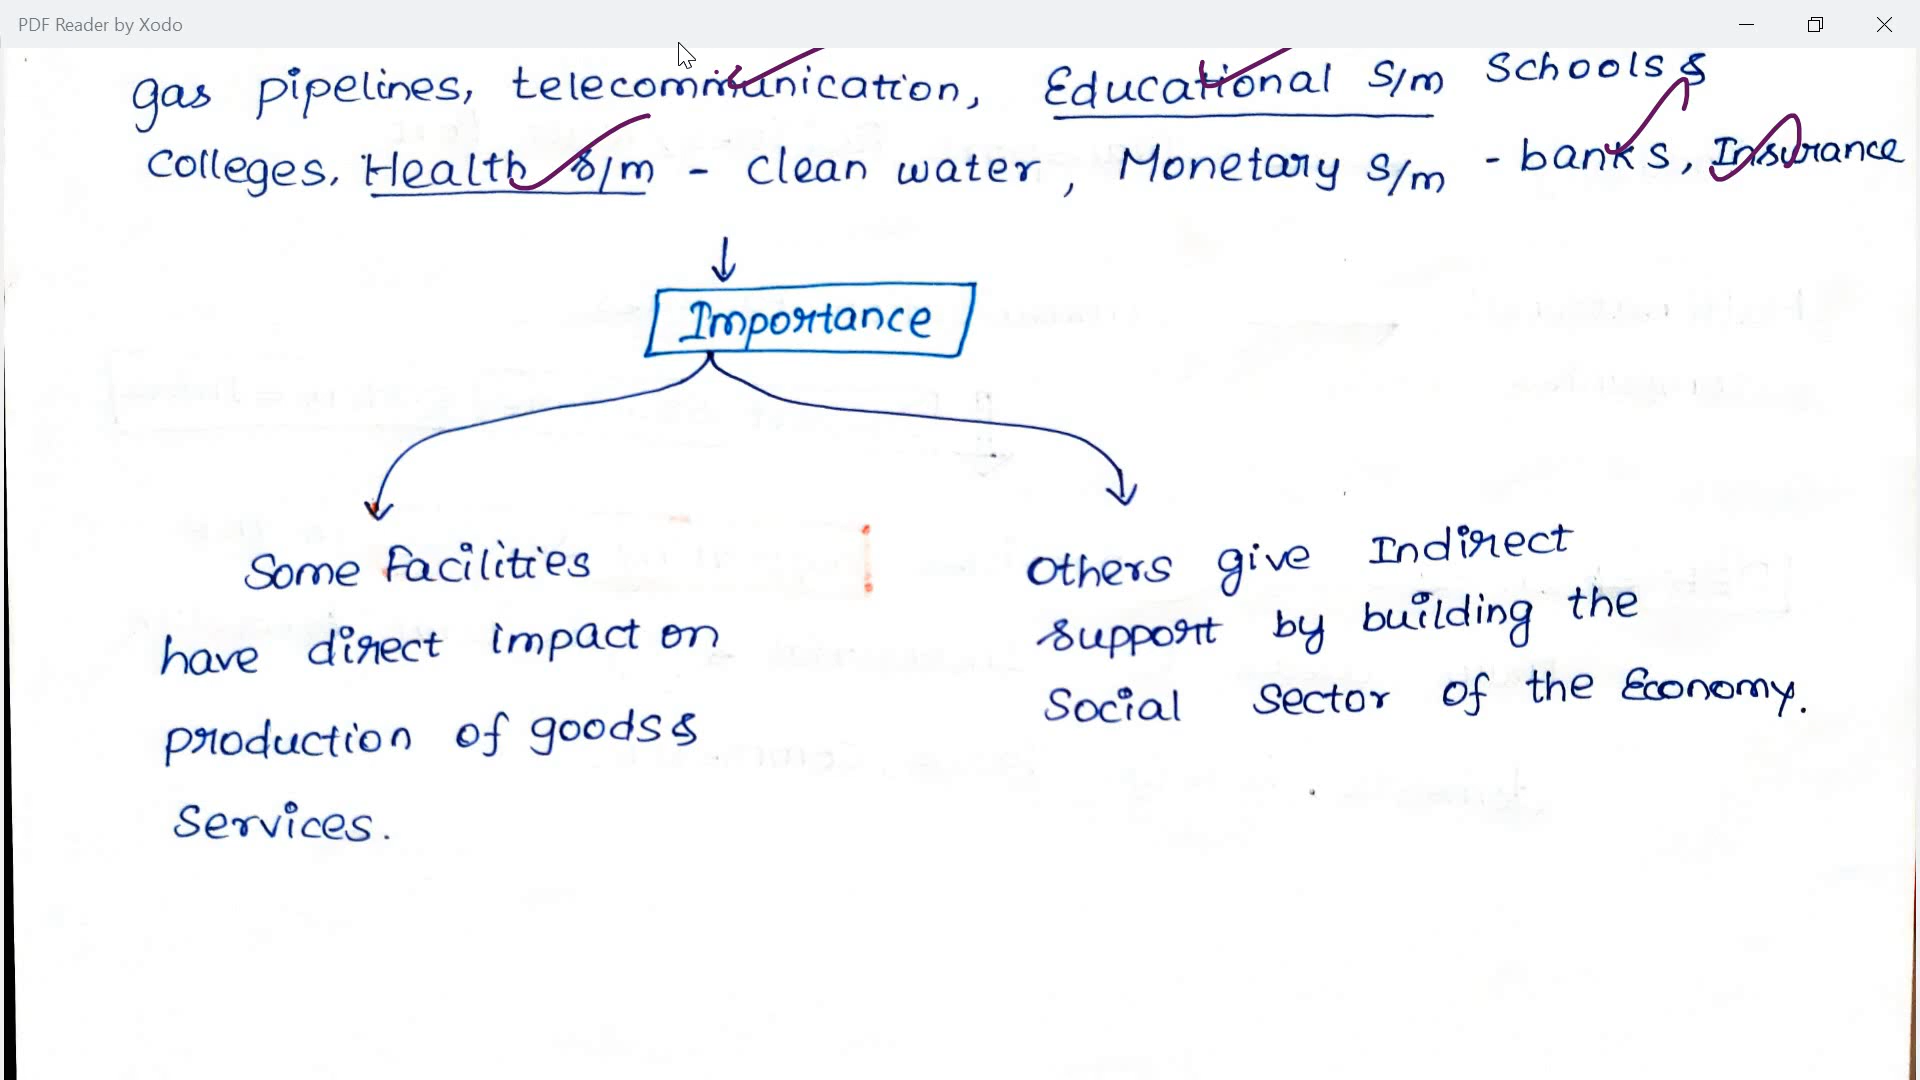 PDF Reader by Xodo
gas pipelines, telecommunication, Educational S/m Schools &
Colleges, Health S/m - clean water, Monetary S/m - banks, Insurance
Importance
Some facilities
have direct impact on
production of goods &
Services.
Others give Indirect
Support by building the
Social Sector of the Economy.